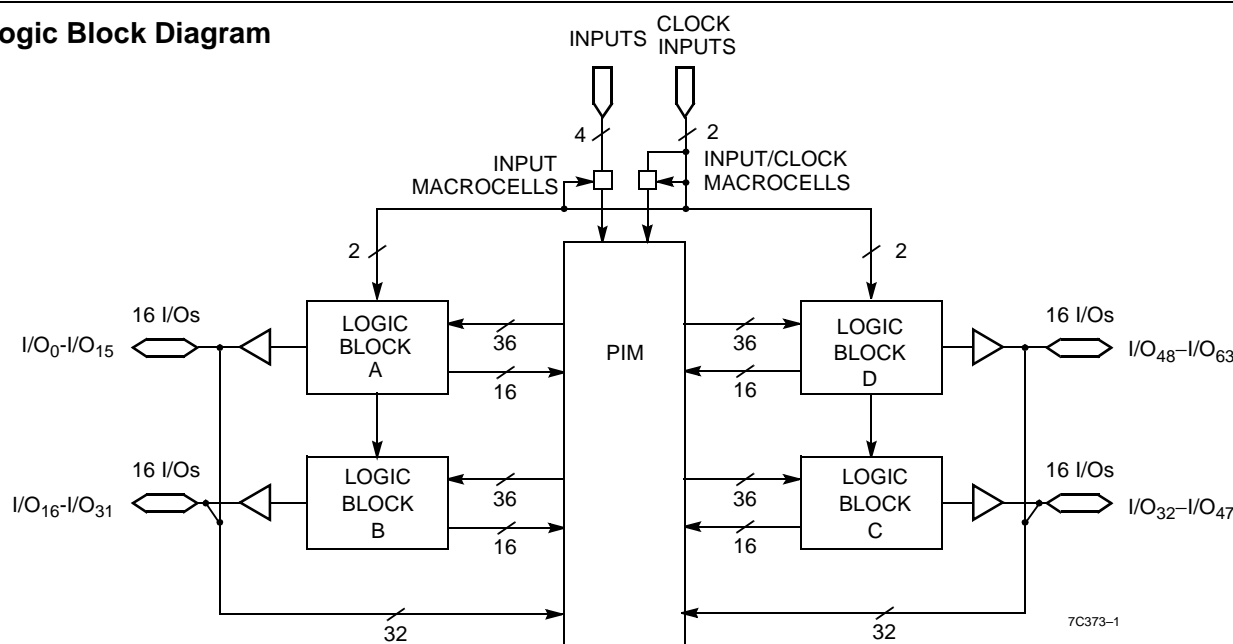 ogic Block Diagram
INPUTS
CLOCK
INPUTS
4
2
INPUT
MACROCELLS
INPUT/CLOCK
MACROCELLS
2
2
16 I/Os
I/O0-I/O15
LOGIC
BLOCK
A
36
16
PIM
36
16
LOGIC
BLOCK
D
16 I/Os
I/O48–I/O63
16 I/Os
I/O16-I/O31
LOGIC
BLOCK
B
36
16
36
16
LOGIC
BLOCK
C
16 I/Os
I/O32–I/O47
32
32
7C373–1